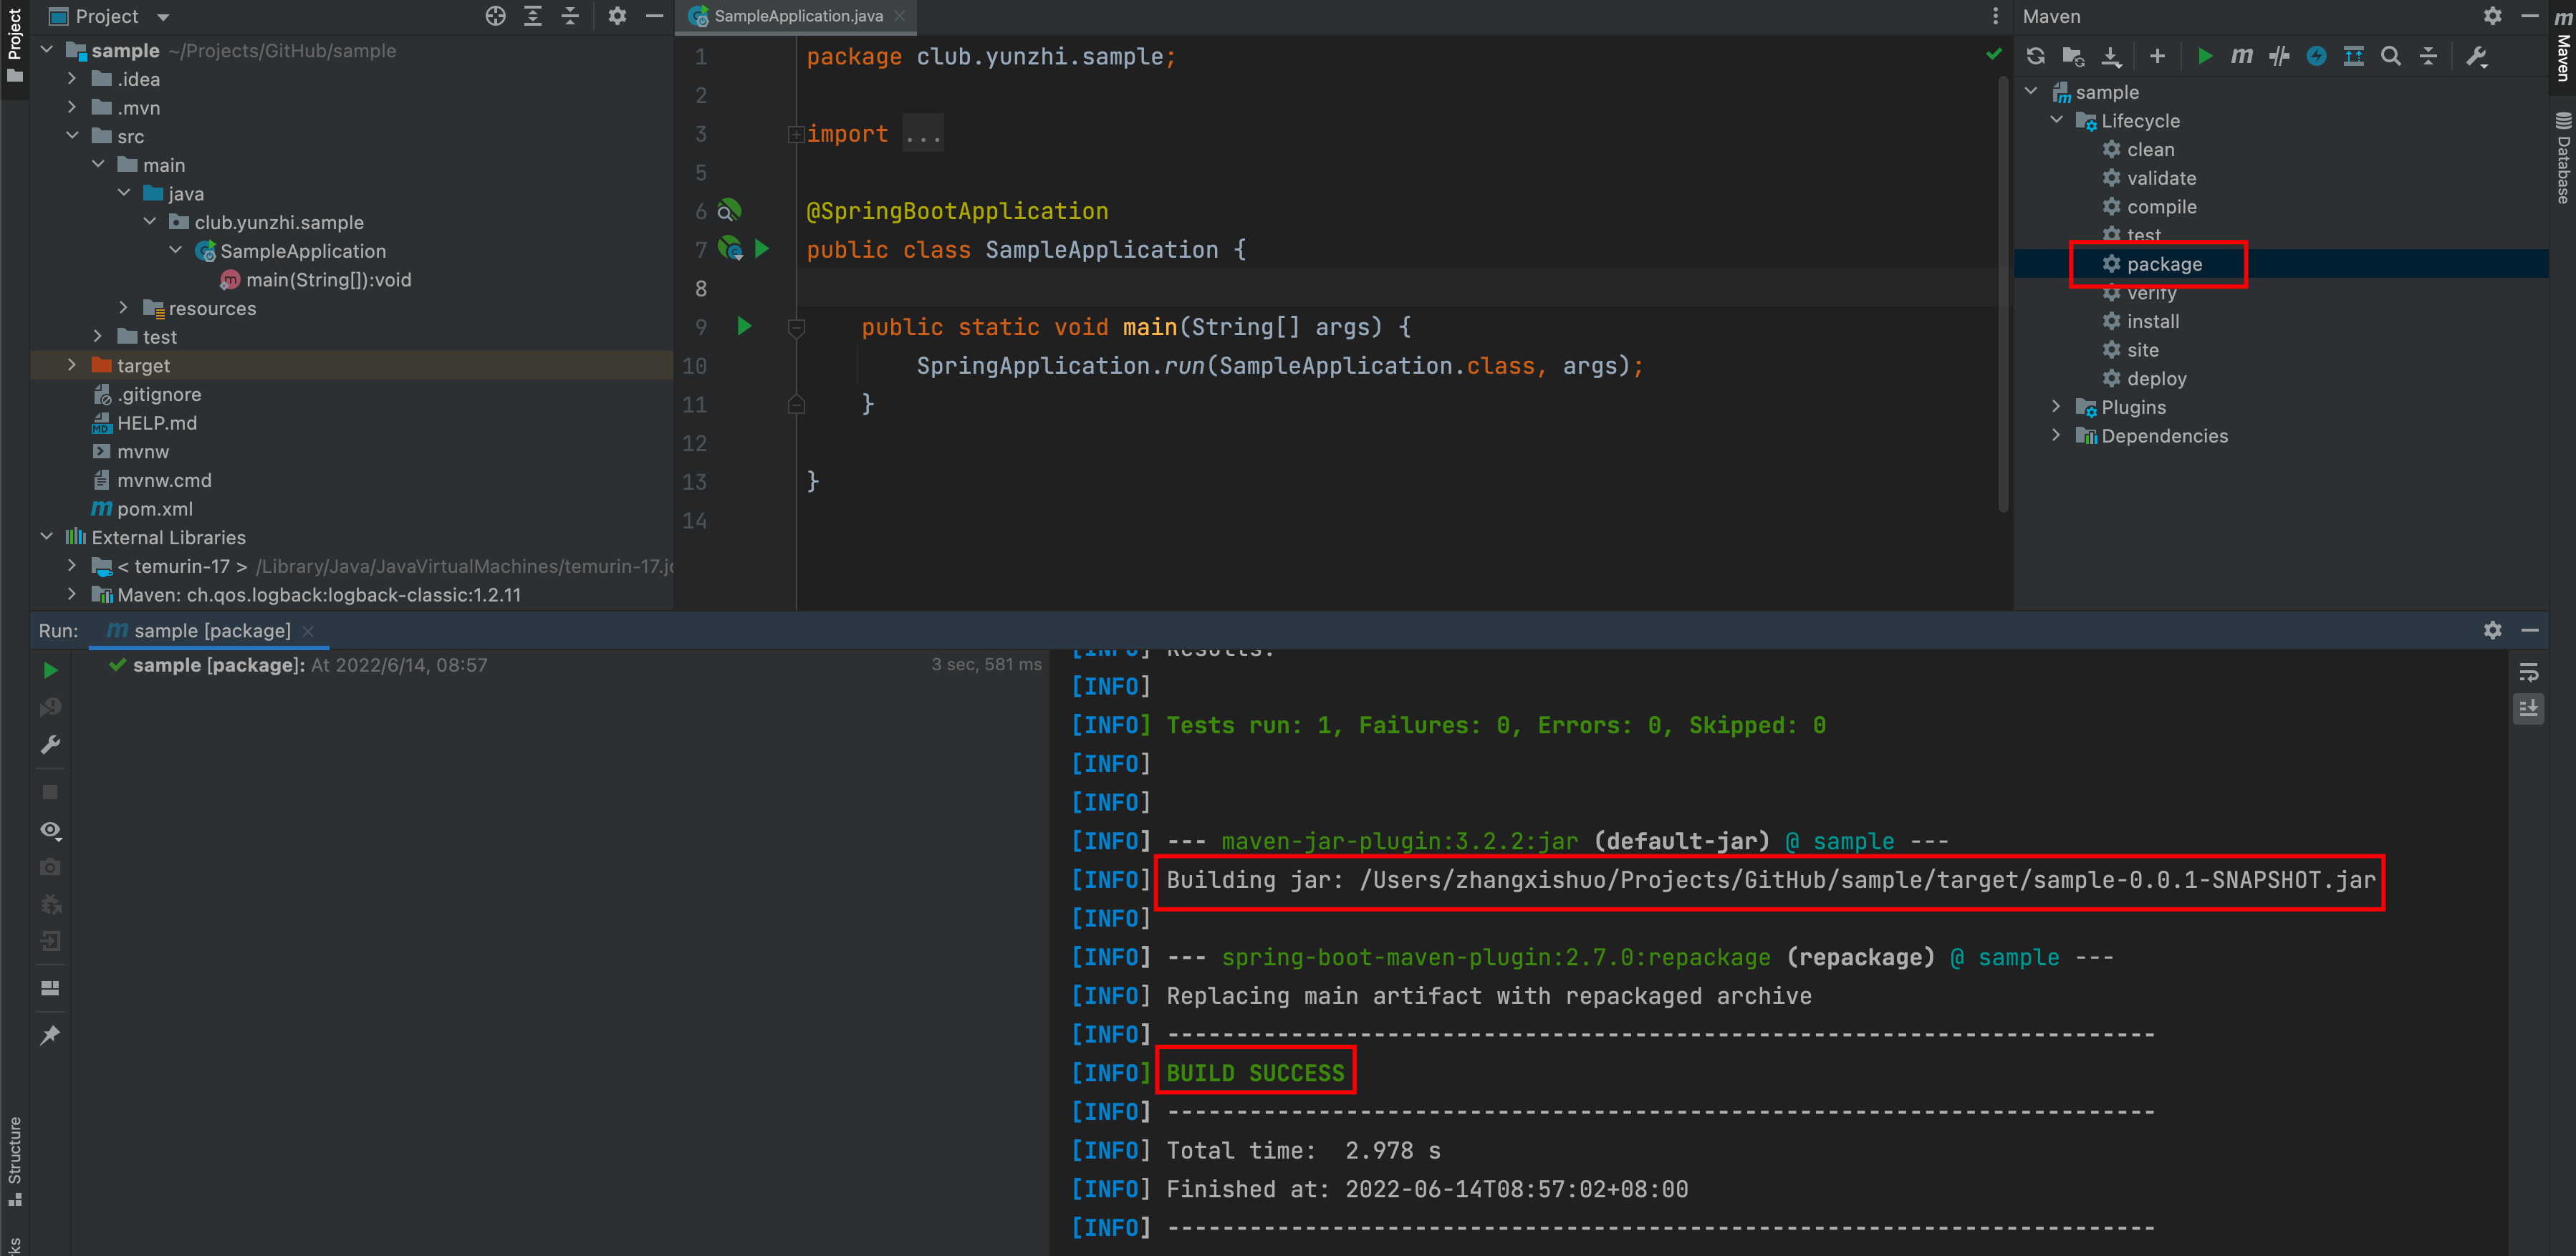 Project
Project
sample ~/Projects/GitHub/sample
.idea
.mvn
src
main
java
club.yunzhi.sample
SampleApplication
main(String[]):void
resources
test
target
.gitignore
HELP.md
mvnw
mvnw.cmd
pom.xml
External Libraries
< temurin-17 > /Library/Java/JavaVirtualMachines/temurin-17.jd
Maven: ch.qos.logback:logback-classic:1.2.11
SampleApplication.java
1 package club.yunzhi.sample;
2
3 import ...
5
6 @SpringBootApplication
7 public class SampleApplication {
8
9 public static void main(String[] args) {
10 SpringApplication.run(SampleApplication.class, args);
11 }
12
13 }
14
Maven
sample
Lifecycle
clean
validate
compile
test
package
verify
install
site
deploy
Plugins
Dependencies
Maven
Database
Run: sample [package]
sample [package]: At 2022/6/14, 08:57 3 sec, 581 ms
[INFO] Results:
[INFO]
[INFO] Tests run: 1, Failures: 0, Errors: 0, Skipped: 0
[INFO]
[INFO]
[INFO] --- maven-jar-plugin:3.2.2:jar (default-jar) @ sample ---
[INFO] Building jar: /Users/zhangxishuo/Projects/GitHub/sample/target/sample-0.0.1-SNAPSHOT.jar
[INFO]
[INFO] --- spring-boot-maven-plugin:2.7.0:repackage (repackage) @ sample ---
[INFO] Replacing main artifact with repackaged archive
[INFO] ------------------------------------------------------------------------
[INFO] BUILD SUCCESS
[INFO] ------------------------------------------------------------------------
[INFO] Total time:  2.978 s
[INFO] Finished at: 2022-06-14T08:57:02+08:00
[INFO] ------------------------------------------------------------------------
Structure